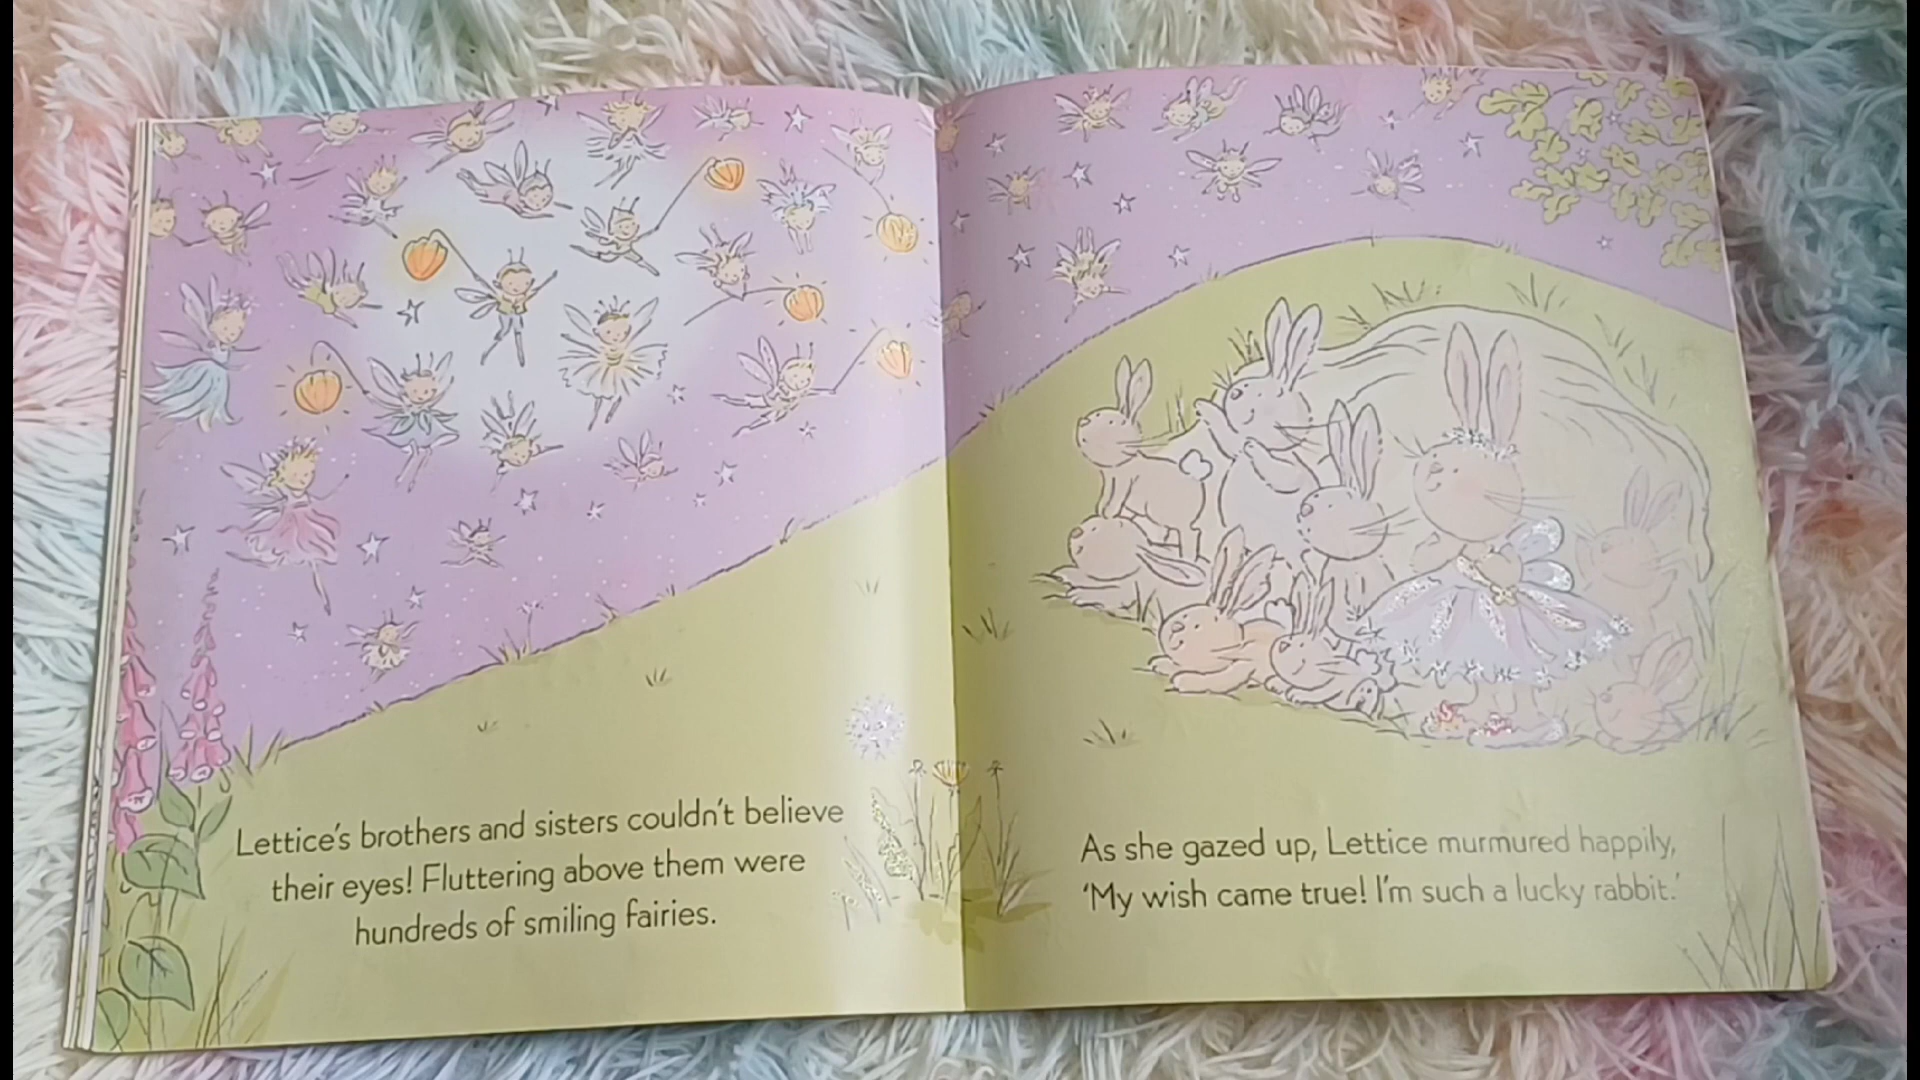 Lettice's brothers and sisters couldn't believe
their eyes! Fluttering above them were
hundreds of smiling fairies.
As she gazed up, Lettice murmured happily,
'My wish came true! I'm such a lucky rabbit.'